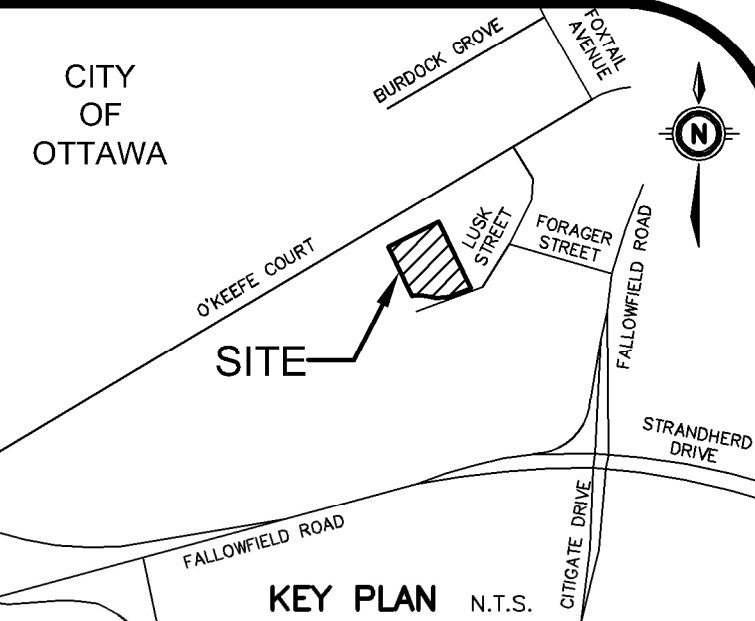 CITY
OF
OTTAWA
BURDOCK GROVE
FOXTAIL
AVENUE
N
LUSK
STREET
FORAGER
STREET
FALLOWFIELD ROAD
O'KEEFE COURT
SITE
STRANDHERD
DRIVE
FALLOWFIELD ROAD
CITIGATE DRIVE
KEY PLAN N.T.S.